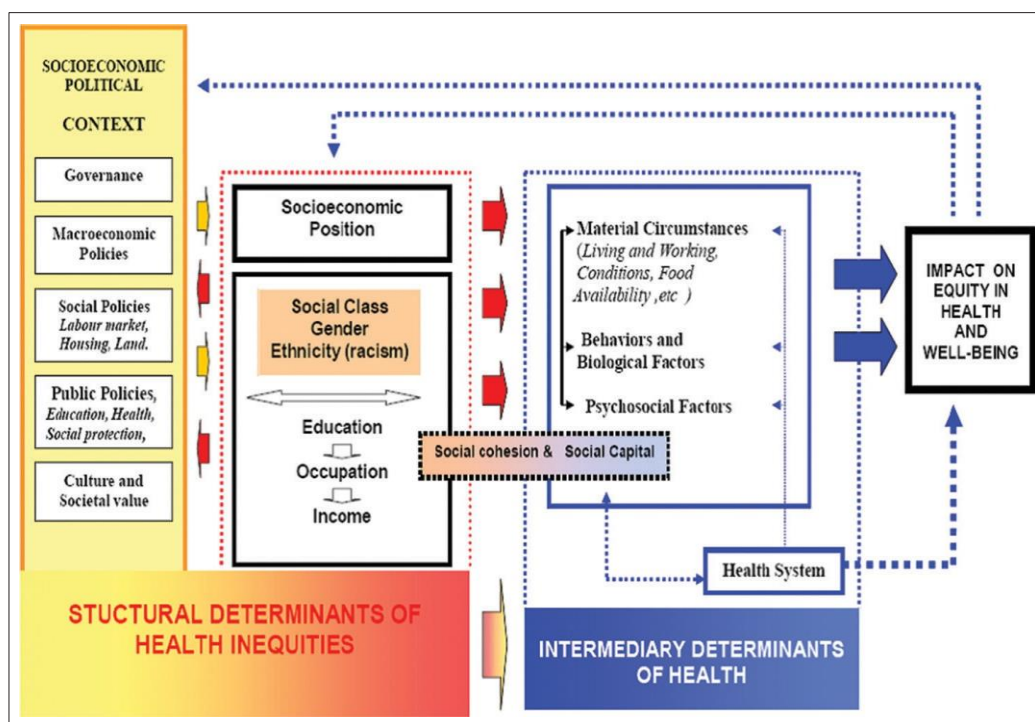 SOCIOECONOMIC
POLITICAL
CONTEXT
Governance
Macroeconomic
Policies
Social Policies
Labour market,
Housing, Land.
Public Policies,
Education, Health,
Social protection,
Culture and
Societal value
Socioeconomic
Position
Social Class
Gender
Ethnicity (racism)
Education
Occupation
Income
Social cohesion & Social Capital
Material Circumstances
(Living and Working,
Conditions, Food
Availability ,etc )
Behaviors and
Biological Factors
Psychosocial Factors
Health System
IMPACT ON
EQUITY IN
HEALTH
AND
WELL-BEING
STUCTURAL DETERMINANTS OF
HEALTH INEQUITIES
INTERMEDIARY DETERMINANTS
OF HEALTH